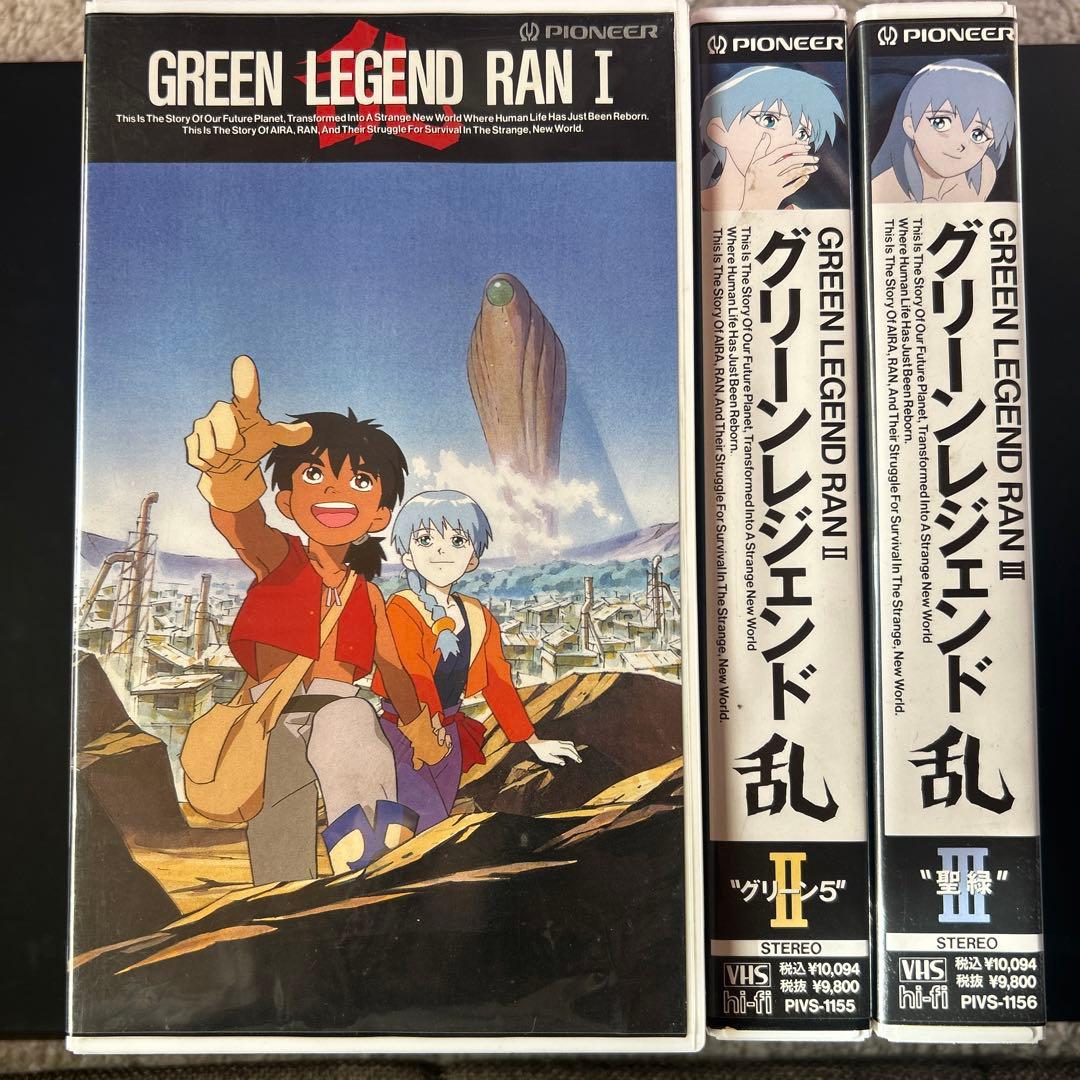 PIONEER
乱
GREEN LEGEND RAN I
This Is The Story Of Our Future Planet, Transformed Into A Strange New World Where Human Life Has Just Been Reborn.
This Is The Story Of AIRA, RAN, And Their Struggle For Survival In The Strange, New World.
PIONEER
GREEN LEGEND RAN II
グリーンレジェンド 乱
This Is The Story Of Our Future Planet, Transformed Into A Strange New World
Where Human Life Has Just Been Reborn.
This Is The Story Of AIRA, RAN, And Their Struggle For Survival In The Strange, New World.
II
"グリーン5"
STEREO
VHS
hi-fi
税込 ¥10,094
税抜 ¥9,800
PIVS-1155
PIONEER
GREEN LEGEND RAN III
グリーンレジェンド 乱
This Is The Story Of Our Future Planet, Transformed Into A Strange New World
Where Human Life Has Just Been Reborn.
This Is The Story Of AIRA, RAN, And Their Struggle For Survival In The Strange, New World.
III
"聖緑"
STEREO
VHS
hi-fi
税込 ¥10,094
税抜 ¥9,800
PIVS-1156